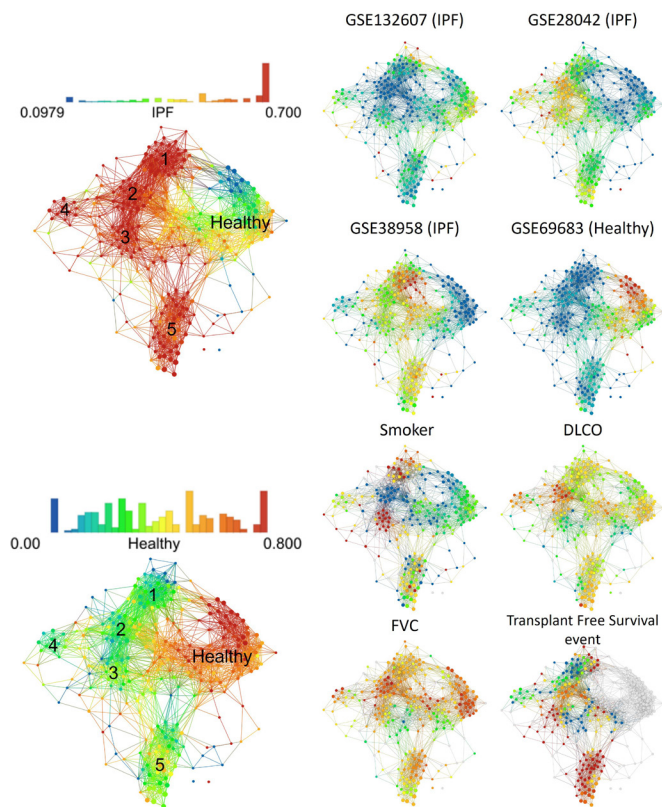 GSE132607 (IPF)
GSE28042 (IPF)
0.0979
IPF
0.700
1
2
4
3
Healthy
5
GSE38958 (IPF)
GSE69683 (Healthy)
Smoker
DLCO
0.00
Healthy
0.800
1
2
4
3
Healthy
5
FVC
Transplant Free Survival
event